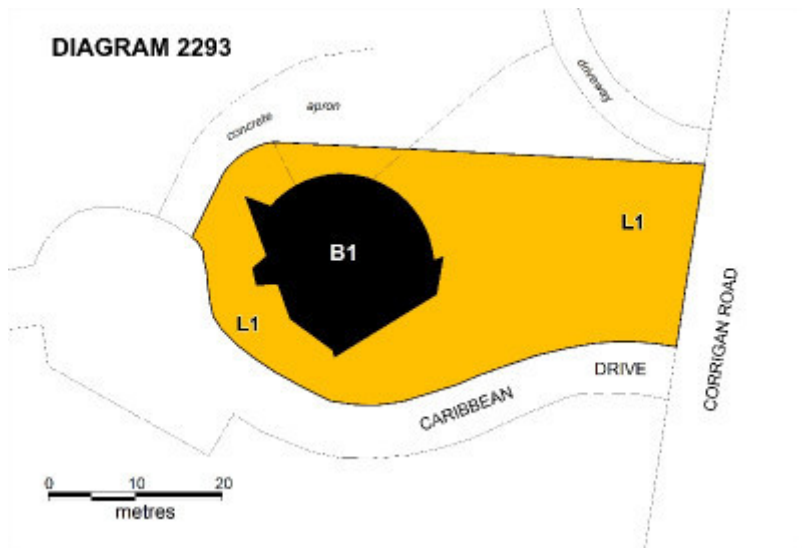 DIAGRAM 2293
driveway
concrete apron
L1
B1
L1
DRIVE
CARIBBEAN
CORRIGAN ROAD
0 10 20
metres